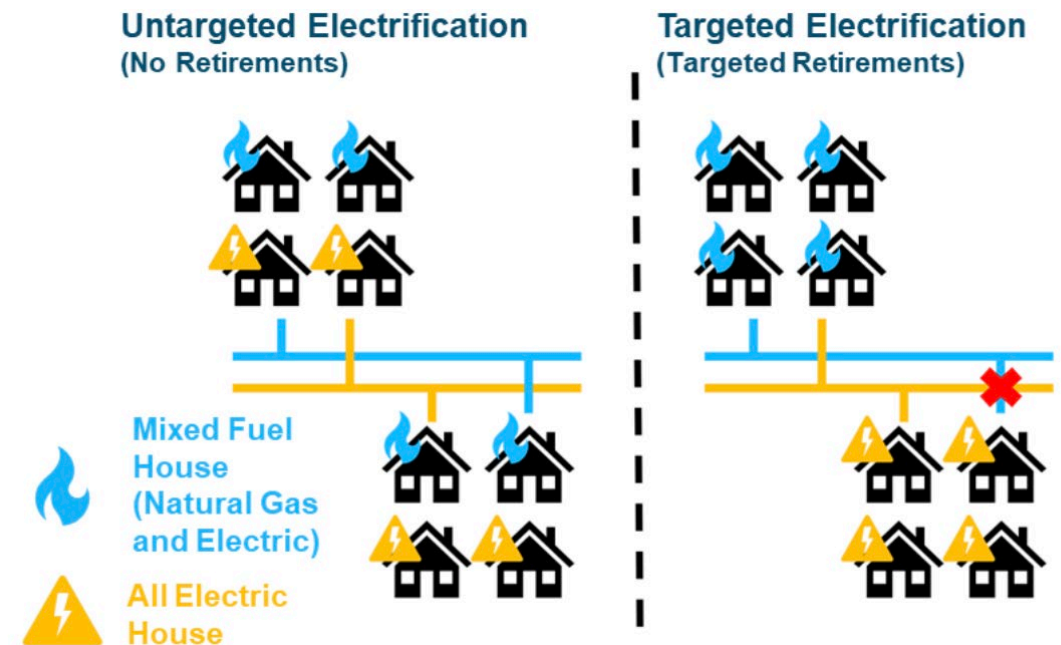 Untargeted Electrification
(No Retirements)
Targeted Electrification
(Targeted Retirements)
Mixed Fuel
House
(Natural Gas
and Electric)
All Electric
House